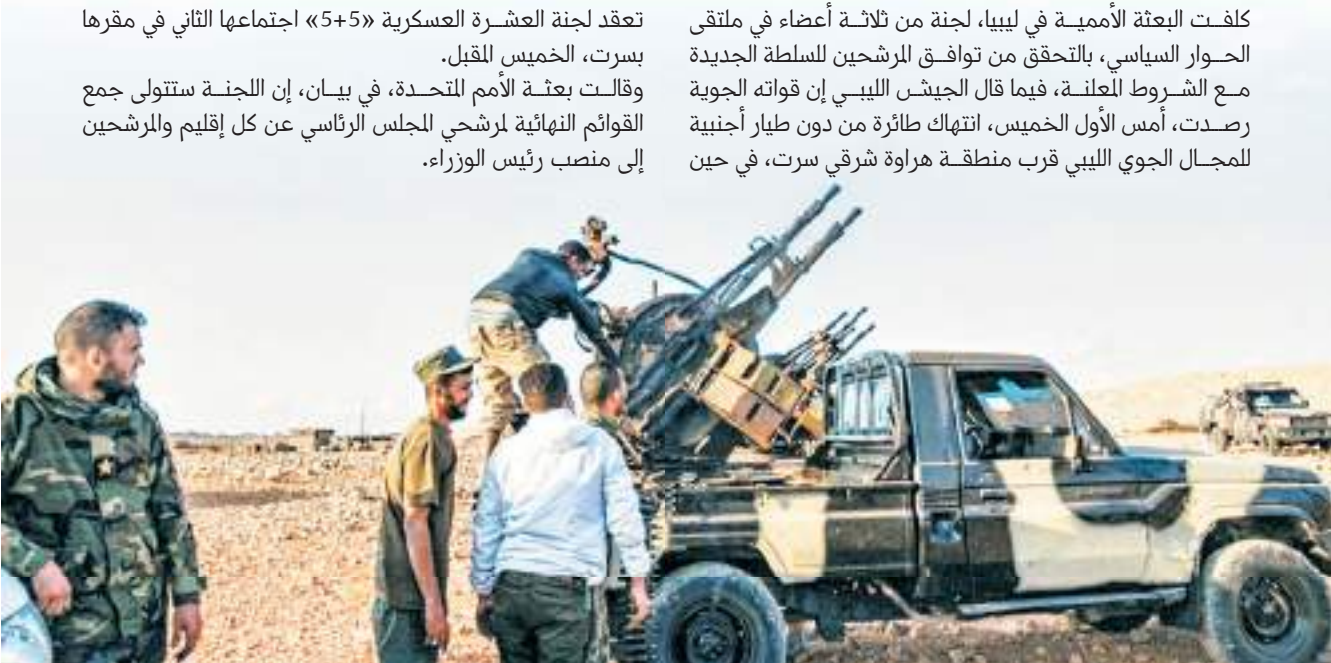 كلفت البعثة الأممية في ليبيا، لجنة من ثلاثة أعضاء في ملتقى
الحوار السياسي، بالتحقق من توافق المرشحين للسلطة الجديدة
مع الشروط المعلنة، فيما قال الجيش الليبي إن قواته الجوية
رصدت، أمس الأول الخميس، انتهاك طائرة من دون طيار أجنبية
للمجال الجوي الليبي قرب منطقة هراوة شرقي سرت، في حين
تعقد لجنة العشرة العسكرية «5+5» اجتماعها الثاني في مقرها
بسرت، الخميس المقبل.
وقالت بعثة الأمم المتحدة، في بيان، إن اللجنة ستتولى جمع
القوائم النهائية لمرشحي المجلس الرئاسي عن كل إقليم والمرشحين
إلى منصب رئيس الوزراء.